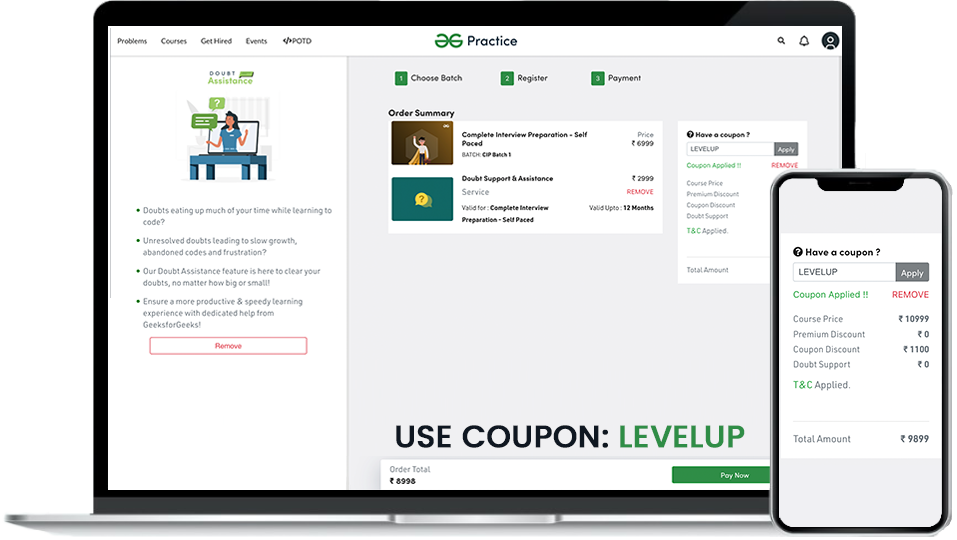 Problems Courses Get Hired Events </>POTD
Practice
DOUBT
Assistance
Doubts eating up much of your time while learning to
code?
Unresolved doubts leading to slow growth,
abandoned codes and frustration?
Our Doubt Assistance feature is here to clear your
doubts, no matter how big or small!
Ensure a more productive & speedy learning
experience with dedicated help from
GeeksforGeeks!
Remove
1 Choose Batch 2 Register 3 Payment
Order Summary
Complete Interview Preparation - Self
Paced
BATCH: CIP Batch 1
Price
₹ 6999
Doubt Support & Assistance
₹ 2999
Service
REMOVE
Valid for : Complete Interview
Preparation - Self Paced
Valid Upto : 12 Months
Have a coupon ?
LEVELUP Apply
Coupon Applied !! REMOVE
Course Price
Premium Discount
Coupon Discount
Doubt Support
T&C Applied.
Total Amount
USE COUPON: LEVELUP
Order Total
₹ 8998
Pay Now
Have a coupon ?
LEVELUP Apply
Coupon Applied !! REMOVE
Course Price ₹ 10999
Premium Discount ₹ 0
Coupon Discount ₹ 1100
Doubt Support ₹ 0
T&C Applied.
Total Amount ₹ 9899